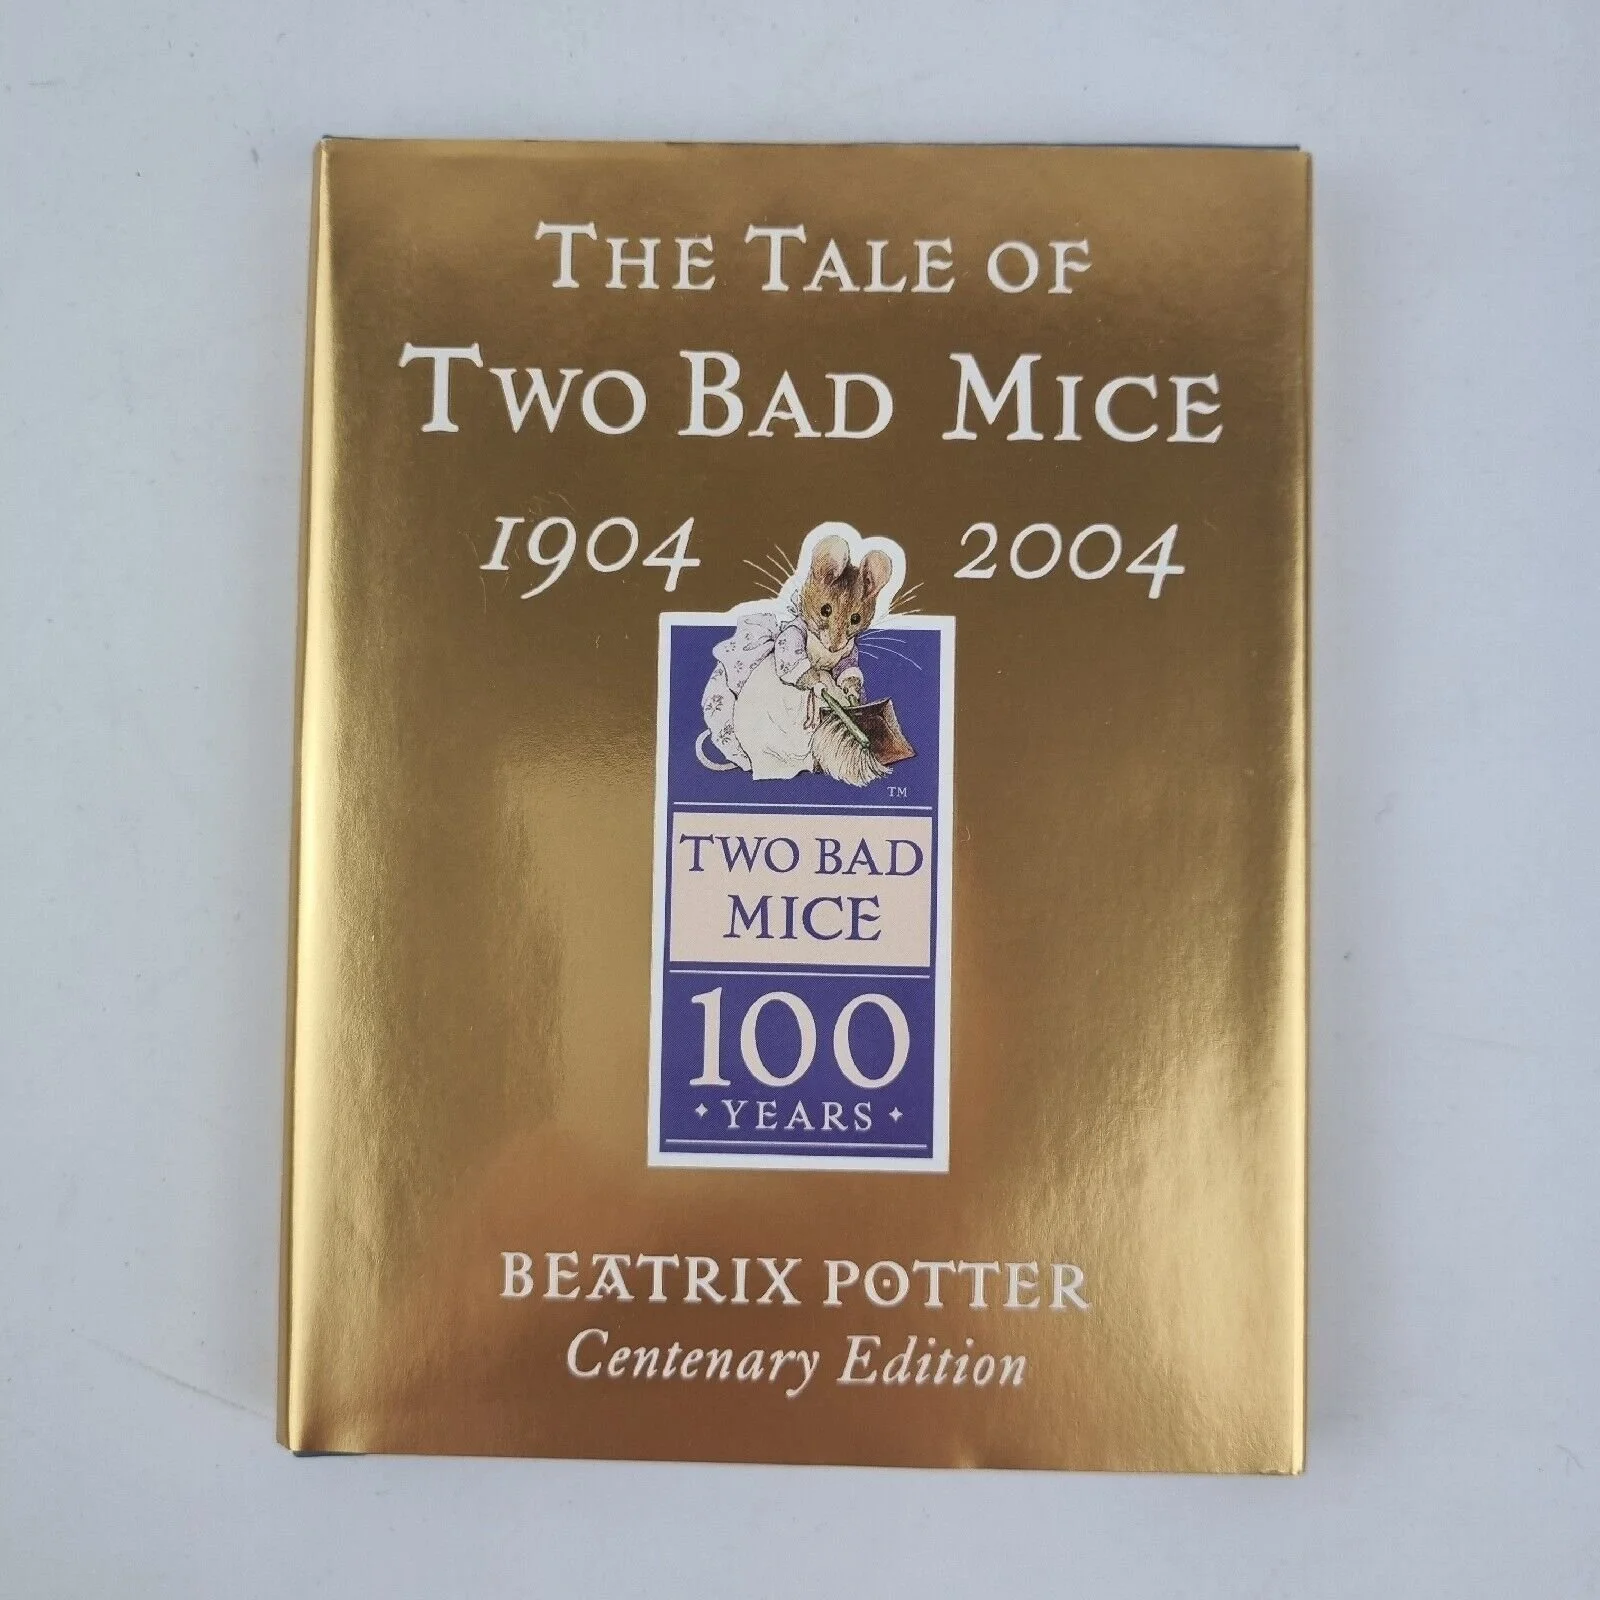 THE TALE OF
TWO BAD MICE
1904 2004
TM
TWO BAD
MICE
100
YEARS
BEATRIX POTTER
Centenary Edition